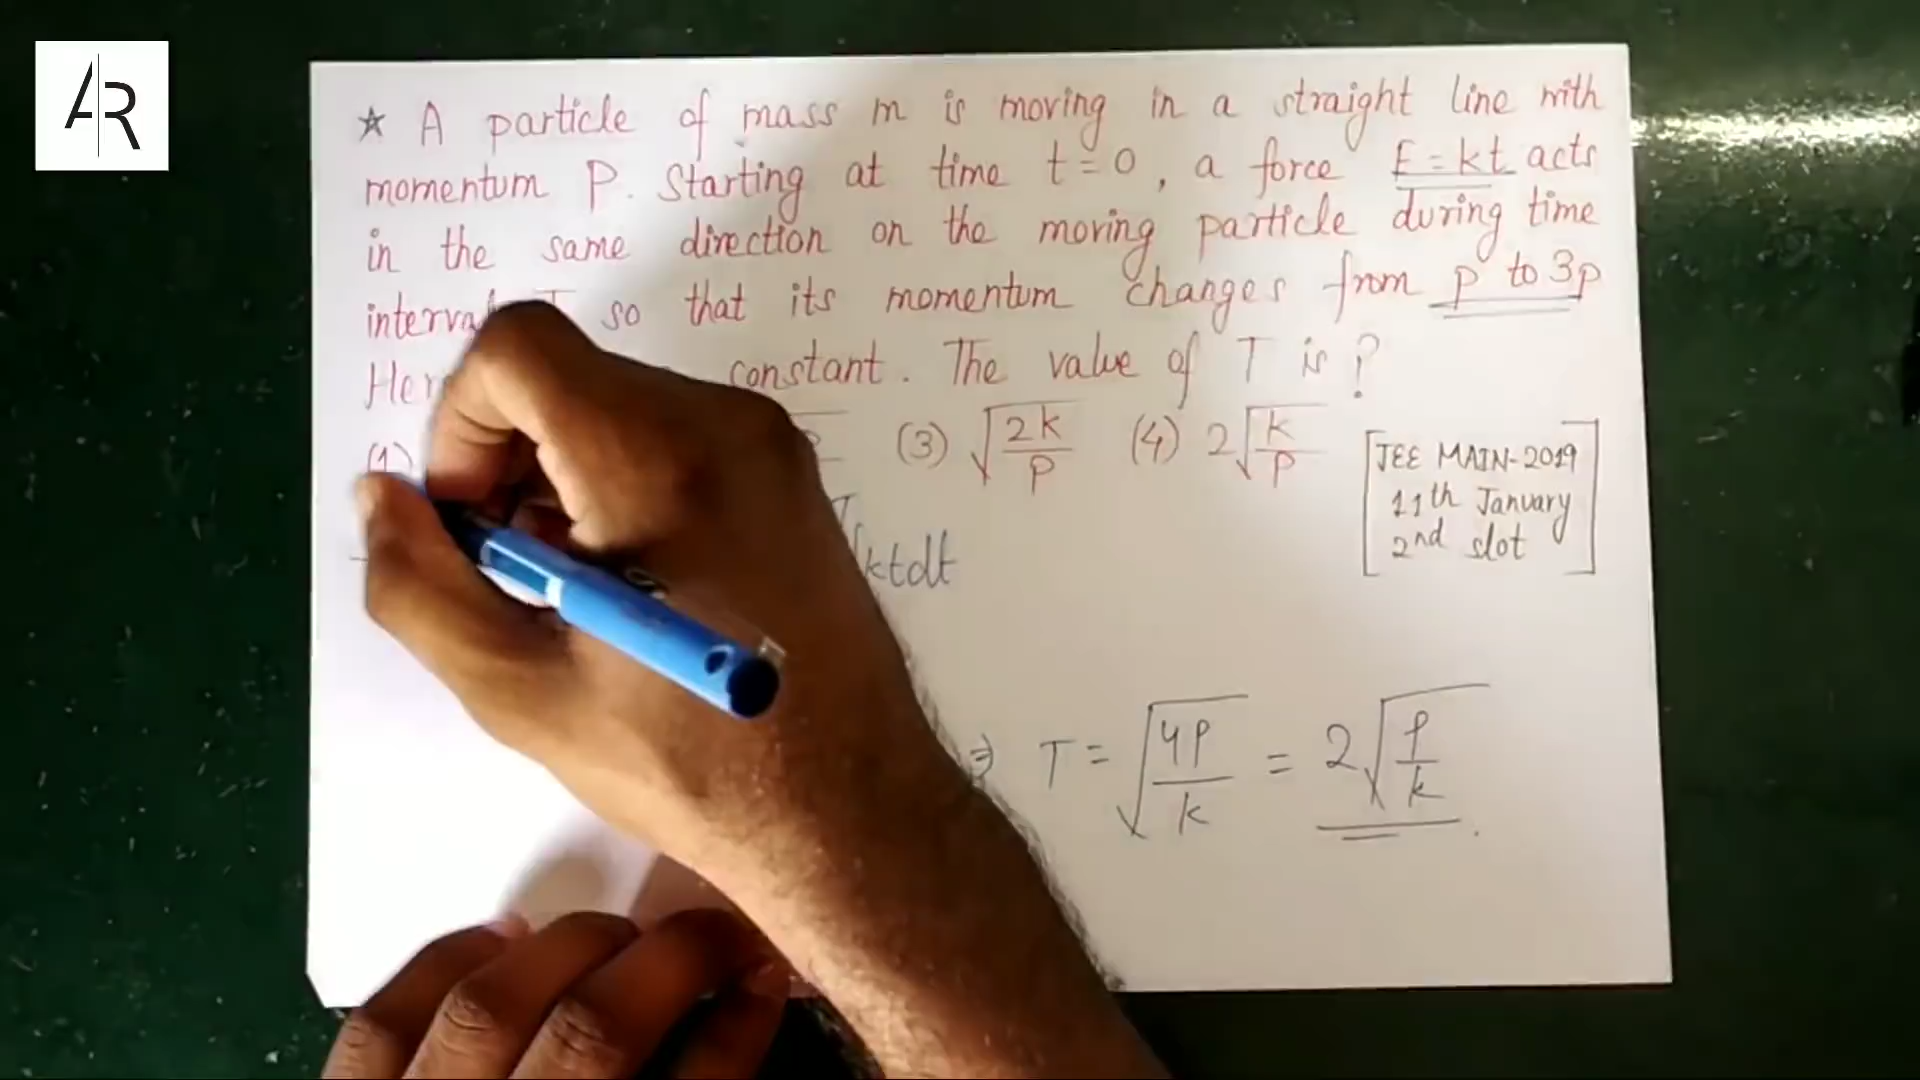 AR
☆ A particle of mass m is moving in a straight line with
momentum P. Starting at time t = 0, a force F = kt acts
in the same direction on the moving particle during time
so that its momentum changes from p to 3p
constant. The value of T is ?
(1) (3) √(2k/p) (4) 2√(k/p)
[JEE MAIN-2019
11th January
2nd slot]
ktdt
⇒ T = √(4p/k) = 2√(p/k).